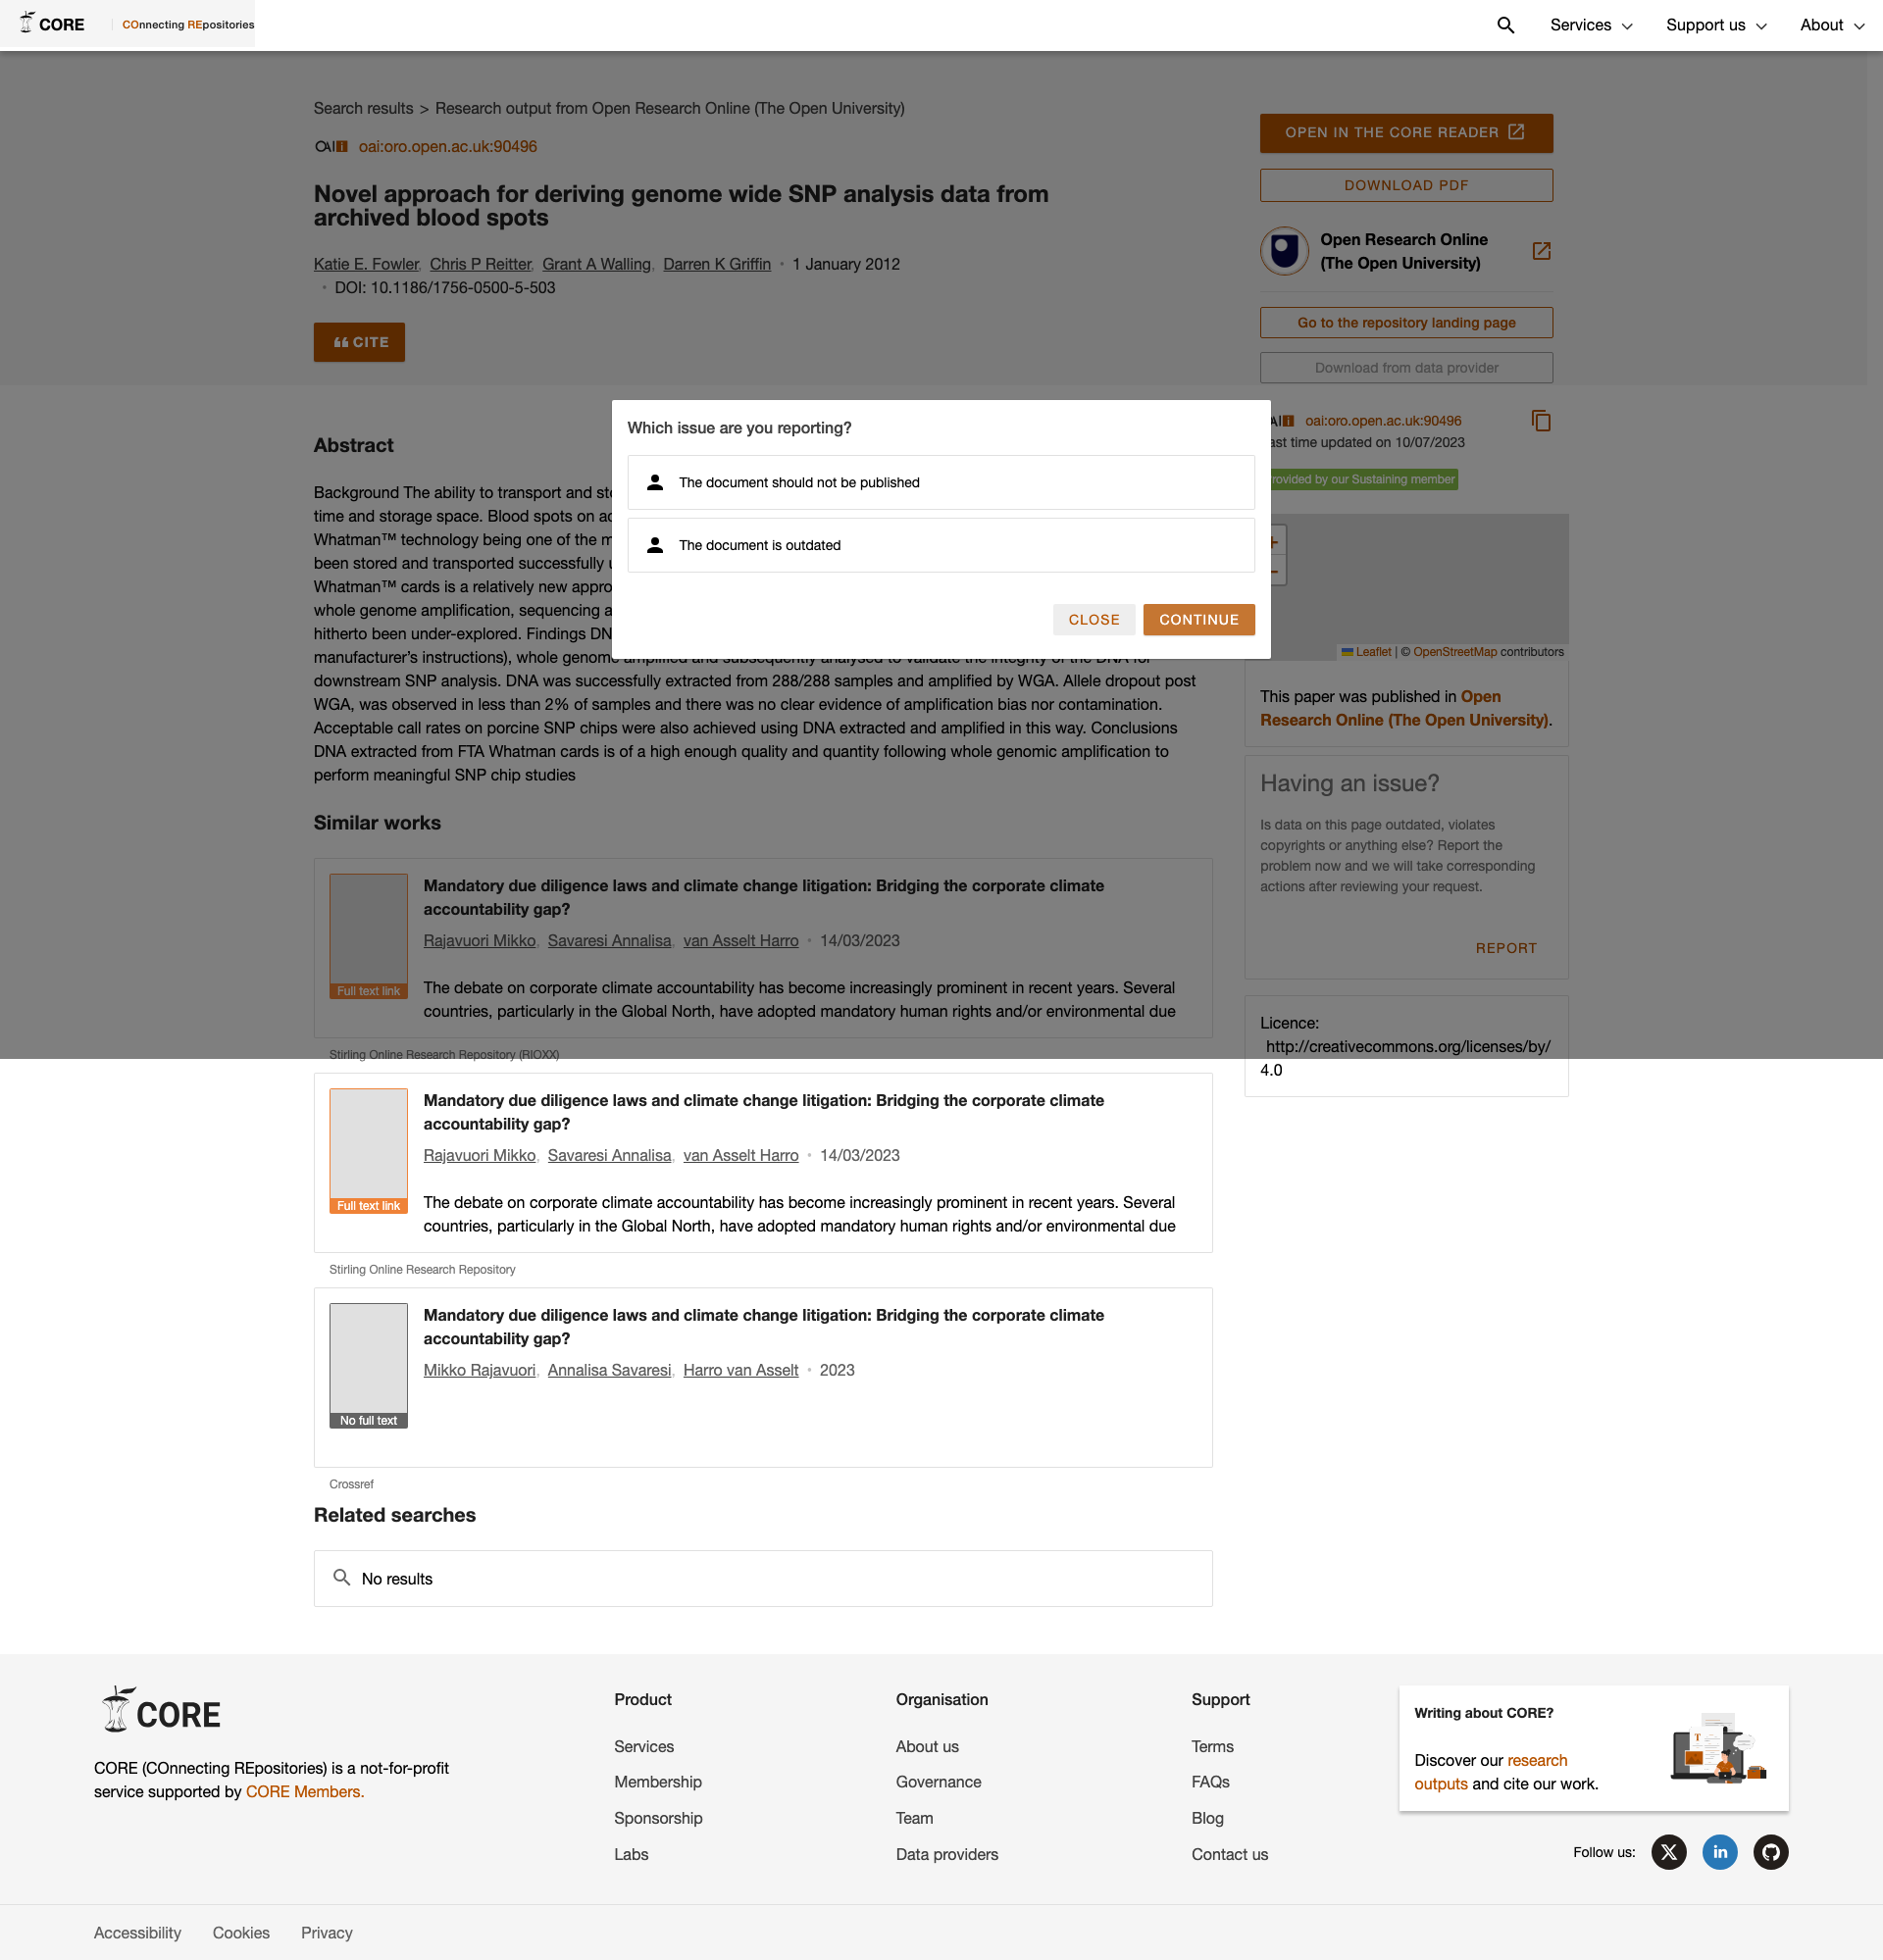 CORE
COnnecting REpositories
Services
Support us
About
Search results > Research output from Open Research Online (The Open University)
OAI oai:oro.open.ac.uk:90496
Novel approach for deriving genome wide SNP analysis data from
archived blood spots
Katie E. Fowler, Chris P Reitter, Grant A Walling, Darren K Griffin • 1 January 2012
• DOI: 10.1186/1756-0500-5-503
CITE
OPEN IN THE CORE READER
DOWNLOAD PDF
Open Research Online
(The Open University)
Go to the repository landing page
Download from data provider
oai:oro.open.ac.uk:90496
time updated on 10/07/2023
by our Sustaining member
Which issue are you reporting?
The document should not be published
The document is outdated
CLOSE
CONTINUE
Abstract
Background The ability to transport and
time and storage space. Blood spots on
Whatman™ technology being one of the
been stored and transported successfully
Whatman™ cards is a relatively new
whole genome amplification, sequencing
hitherto been under-explored. Findings
manufacturer's instructions), whole genome amplified and subsequently analysed to validate the integrity of the DNA for
downstream SNP analysis. DNA was successfully extracted from 288/288 samples and amplified by WGA. Allele dropout post
WGA, was observed in less than 2% of samples and there was no clear evidence of amplification bias nor contamination.
Acceptable call rates on porcine SNP chips were also achieved using DNA extracted and amplified in this way. Conclusions
DNA extracted from FTA Whatman cards is of a high enough quality and quantity following whole genomic amplification to
perform meaningful SNP chip studies
+
−
Leaflet | © OpenStreetMap contributors
This paper was published in Open
Research Online (The Open University).
Having an issue?
Is data on this page outdated, violates
copyrights or anything else? Report the
problem now and we will take corresponding
actions after reviewing your request.
REPORT
Licence:
http://creativecommons.org/licenses/by/
4.0
Similar works
Full text link
Mandatory due diligence laws and climate change litigation: Bridging the corporate climate
accountability gap?
Rajavuori Mikko, Savaresi Annalisa, van Asselt Harro • 14/03/2023
The debate on corporate climate accountability has become increasingly prominent in recent years. Several
countries, particularly in the Global North, have adopted mandatory human rights and/or environmental due
Stirling Online Research Repository (RIOXX)
Full text link
Mandatory due diligence laws and climate change litigation: Bridging the corporate climate
accountability gap?
Rajavuori Mikko, Savaresi Annalisa, van Asselt Harro • 14/03/2023
The debate on corporate climate accountability has become increasingly prominent in recent years. Several
countries, particularly in the Global North, have adopted mandatory human rights and/or environmental due
Stirling Online Research Repository
No full text
Mandatory due diligence laws and climate change litigation: Bridging the corporate climate
accountability gap?
Mikko Rajavuori, Annalisa Savaresi, Harro van Asselt • 2023
Crossref
Related searches
No results
CORE
CORE (COnnecting REpositories) is a not-for-profit
service supported by CORE Members.
Product
Services
Membership
Sponsorship
Labs
Organisation
About us
Governance
Team
Data providers
Support
Terms
FAQs
Blog
Contact us
Writing about CORE?
Discover our research
outputs and cite our work.
Follow us:
Accessibility
Cookies
Privacy